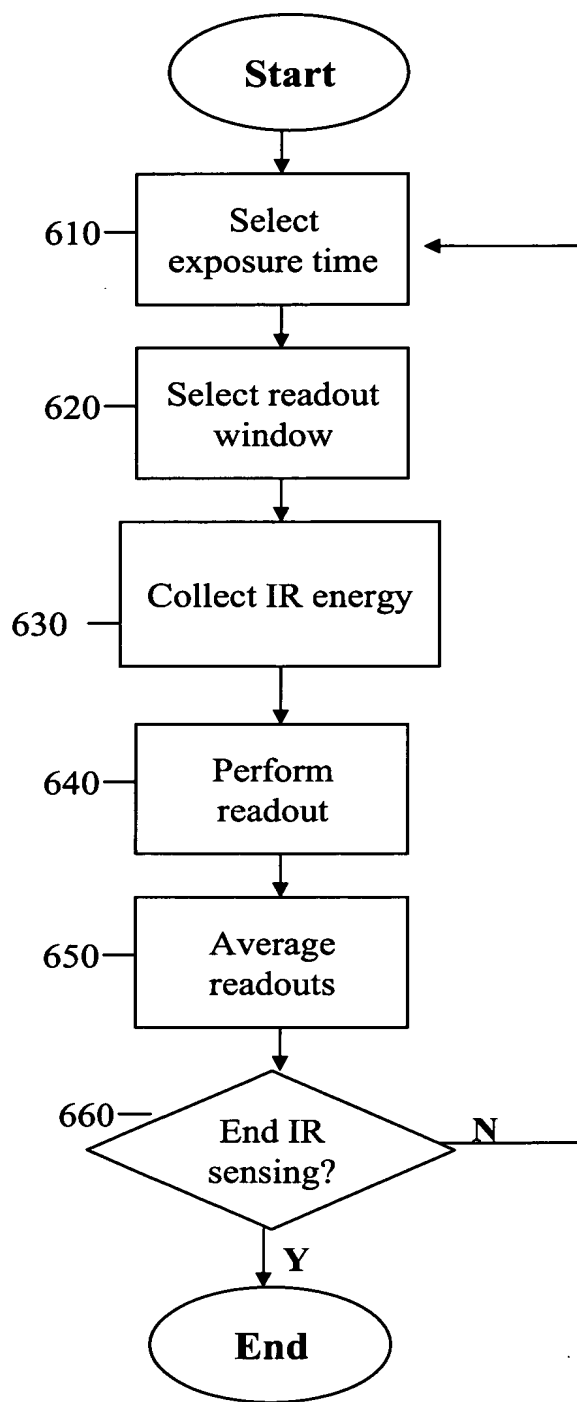 Start
610
Select
exposure time
620
Select readout
window
Collect IR energy
630
640
Perform
readout
650
Average
readouts
660
End IR
sensing?
N
Y
End